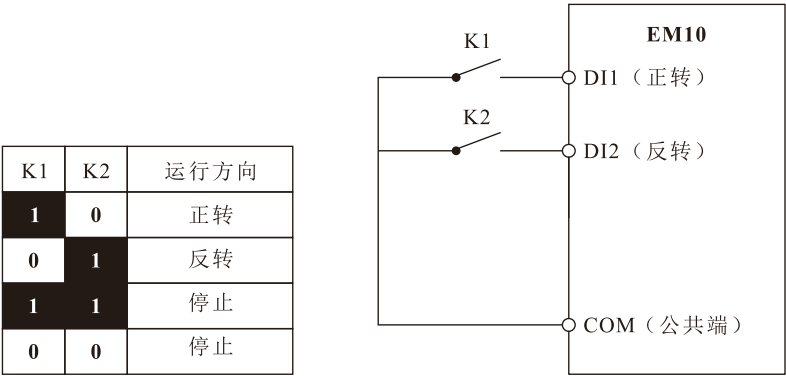 K1 K2 运行方向
1 0 正转
0 1 反转
1 1 停止
0 0 停止
EM10
K1
DI1（正转）
K2
DI2（反转）
COM（公共端）